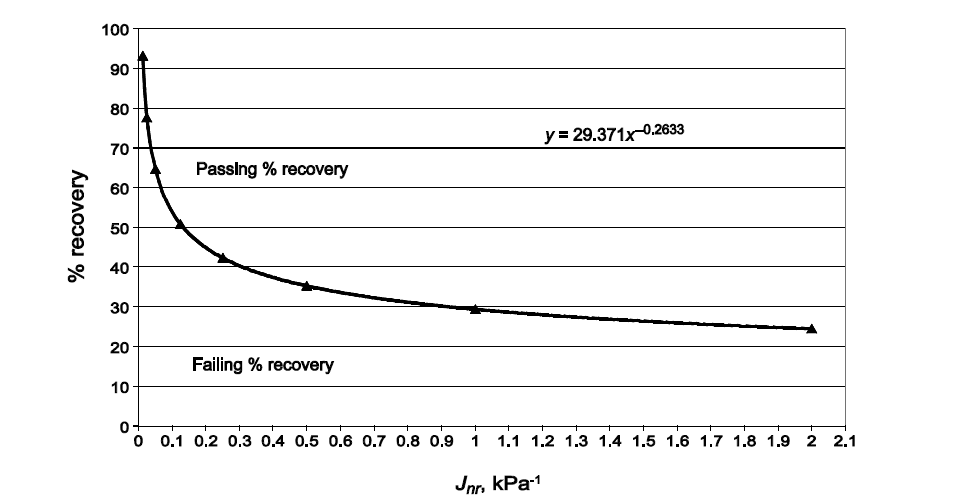 100
90
80
y = 29.371x^–0.2633
70
Passing % recovery
60
50
40
30
20
Failing % recovery
10
0
% recovery
0 0.1 0.2 0.3 0.4 0.5 0.6 0.7 0.8 0.9 1 1.1 1.2 1.3 1.4 1.5 1.6 1.7 1.8 1.9 2 2.1
Jnr, kPa-1